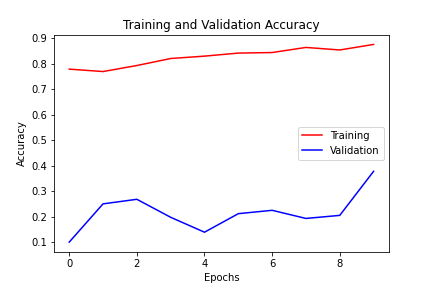 Training and Validation Accuracy
Accuracy
0.9
0.8
0.7
0.6
0.5
0.4
0.3
0.2
0.1
Training
Validation
0 2 4 6 8
Epochs